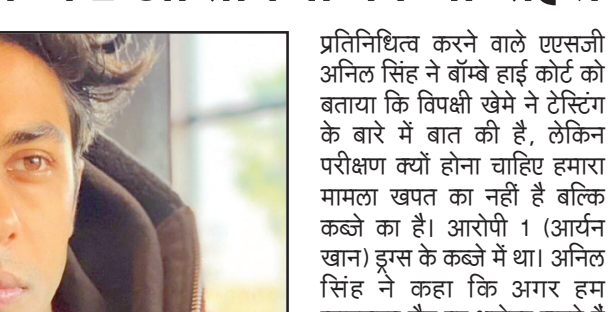 प्रतिनिधित्व करने वाले एएसजी
अनिल सिंह ने बॉम्बे हाई कोर्ट को
बताया कि विपक्षी खेमे ने टेस्टिंग
के बारे में बात की है, लेकिन
परीक्षण क्यों होना चाहिए हमारा
मामला खपत का नहीं है बल्कि
कब्जे का है। आरोपी 1 (आर्यन
खान) ड्रग्स के कब्जे में था। अनिल
सिंह ने कहा कि अगर हम